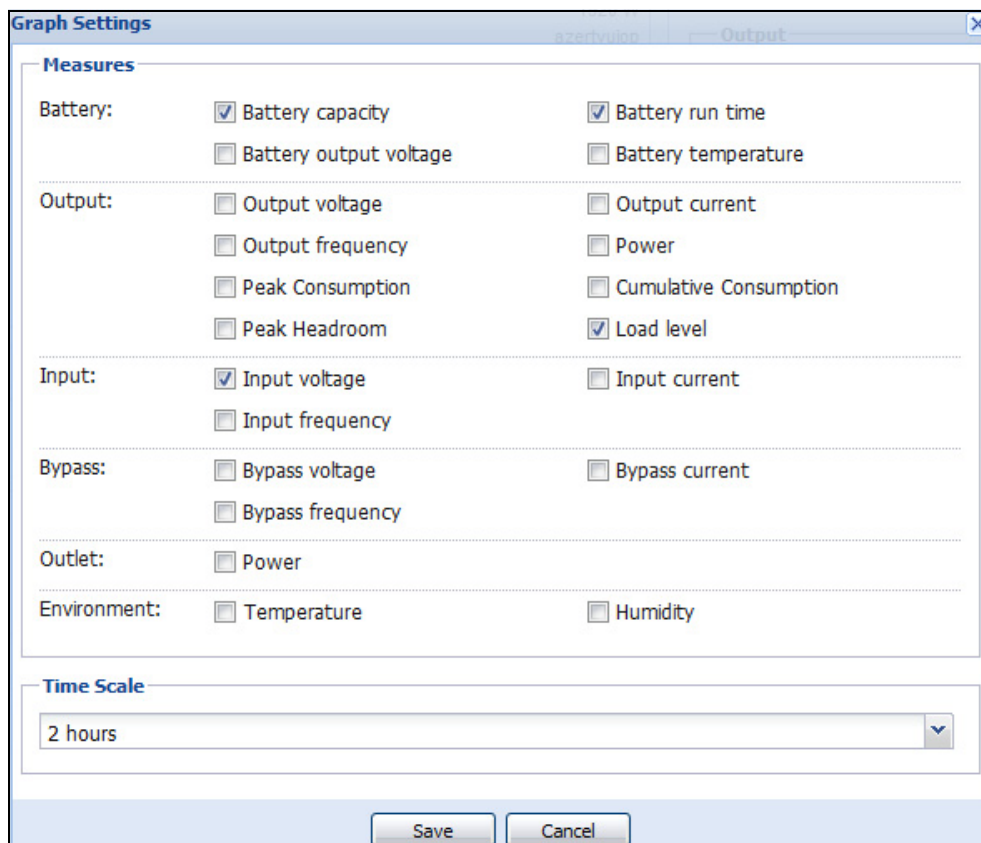 Graph Settings
azertyuiop Output
Measures
Battery: Battery capacity Battery run time
Battery output voltage Battery temperature
Output: Output voltage Output current
Output frequency Power
Peak Consumption Cumulative Consumption
Peak Headroom Load level
Input: Input voltage Input current
Input frequency
Bypass: Bypass voltage Bypass current
Bypass frequency
Outlet: Power
Environment: Temperature Humidity
Time Scale
2 hours
Save Cancel